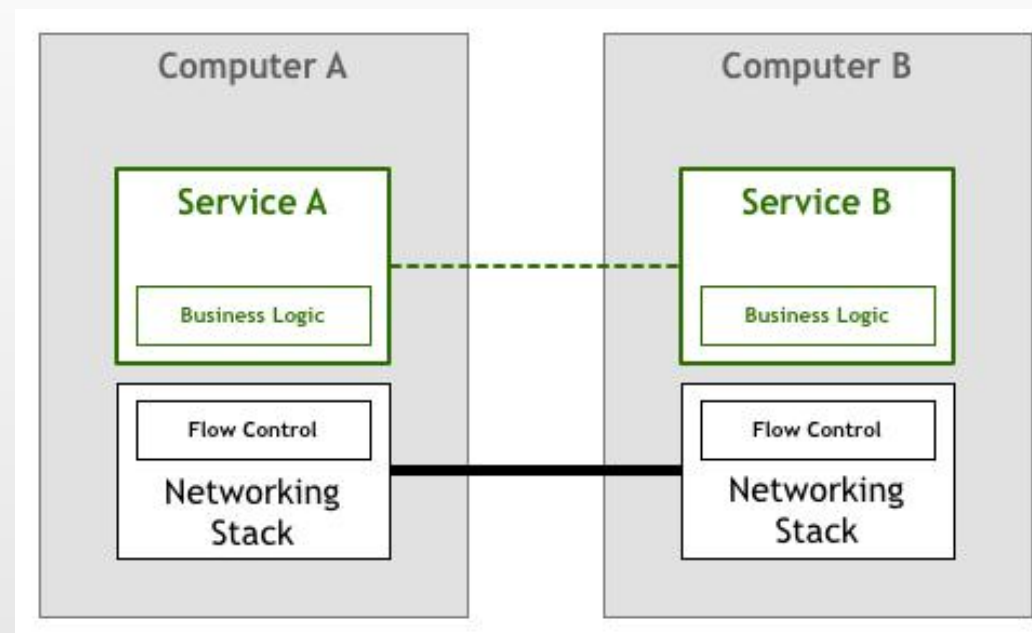 Computer A
Service A
Business Logic
Flow Control
Networking
Stack
Computer B
Service B
Business Logic
Flow Control
Networking
Stack